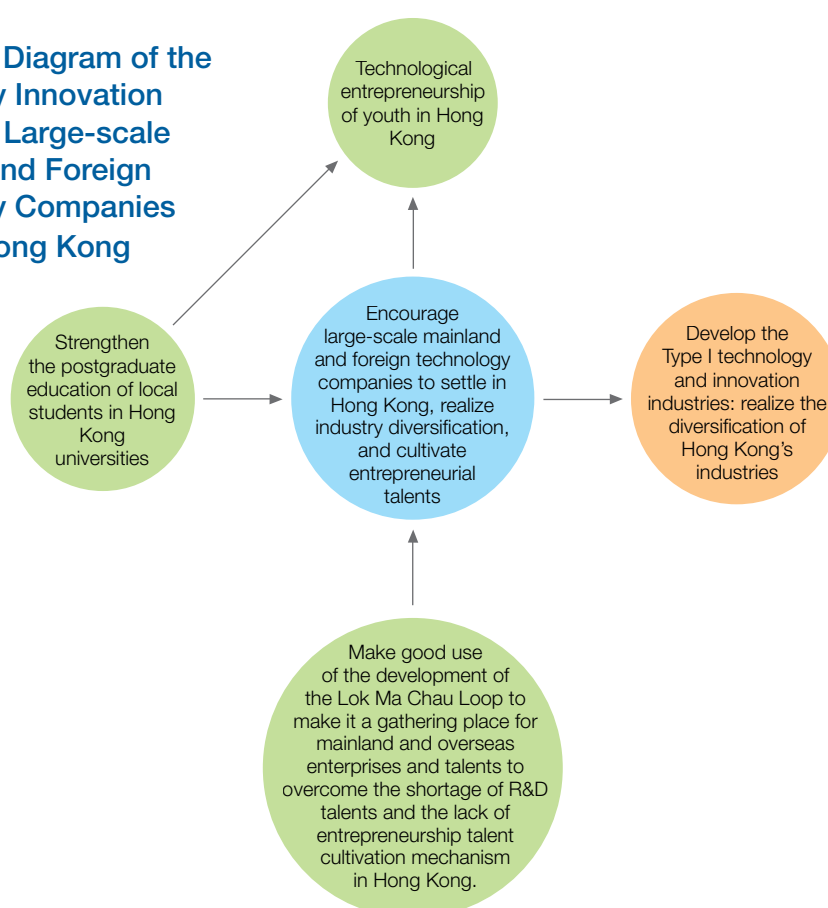 Diagram of the
Innovation
Large-scale
Foreign
Companies
Kong
Technological
entrepreneurship
of youth in Hong
Kong
Strengthen
the postgraduate
education of local
students in Hong
Kong
universities
Encourage
large-scale mainland
and foreign technology
companies to settle in
Hong Kong, realize
industry diversification,
and cultivate
entrepreneurial
talents
Develop the
Type I technology
and innovation
industries: realize the
diversification of
Hong Kong's
industries
Make good use
of the development of
the Lok Ma Chau Loop to
make it a gathering place for
mainland and overseas
enterprises and talents to
overcome the shortage of R&D
talents and the lack of
entrepreneurship talent
cultivation mechanism
in Hong Kong.